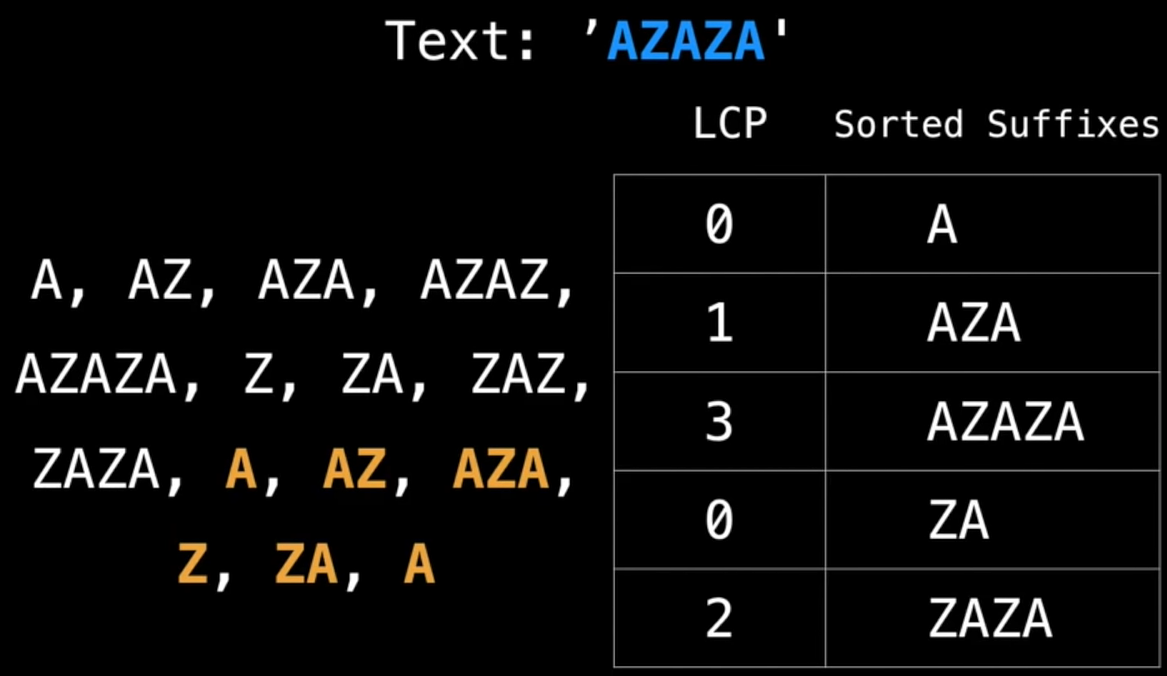 Text: ’AZAZA'
LCP Sorted Suffixes
A, AZ, AZA, AZAZ,
AZAZA, Z, ZA, ZAZ,
ZAZA, A, AZ, AZA,
Z, ZA, A
0 A
1 AZA
3 AZAZA
0 ZA
2 ZAZA